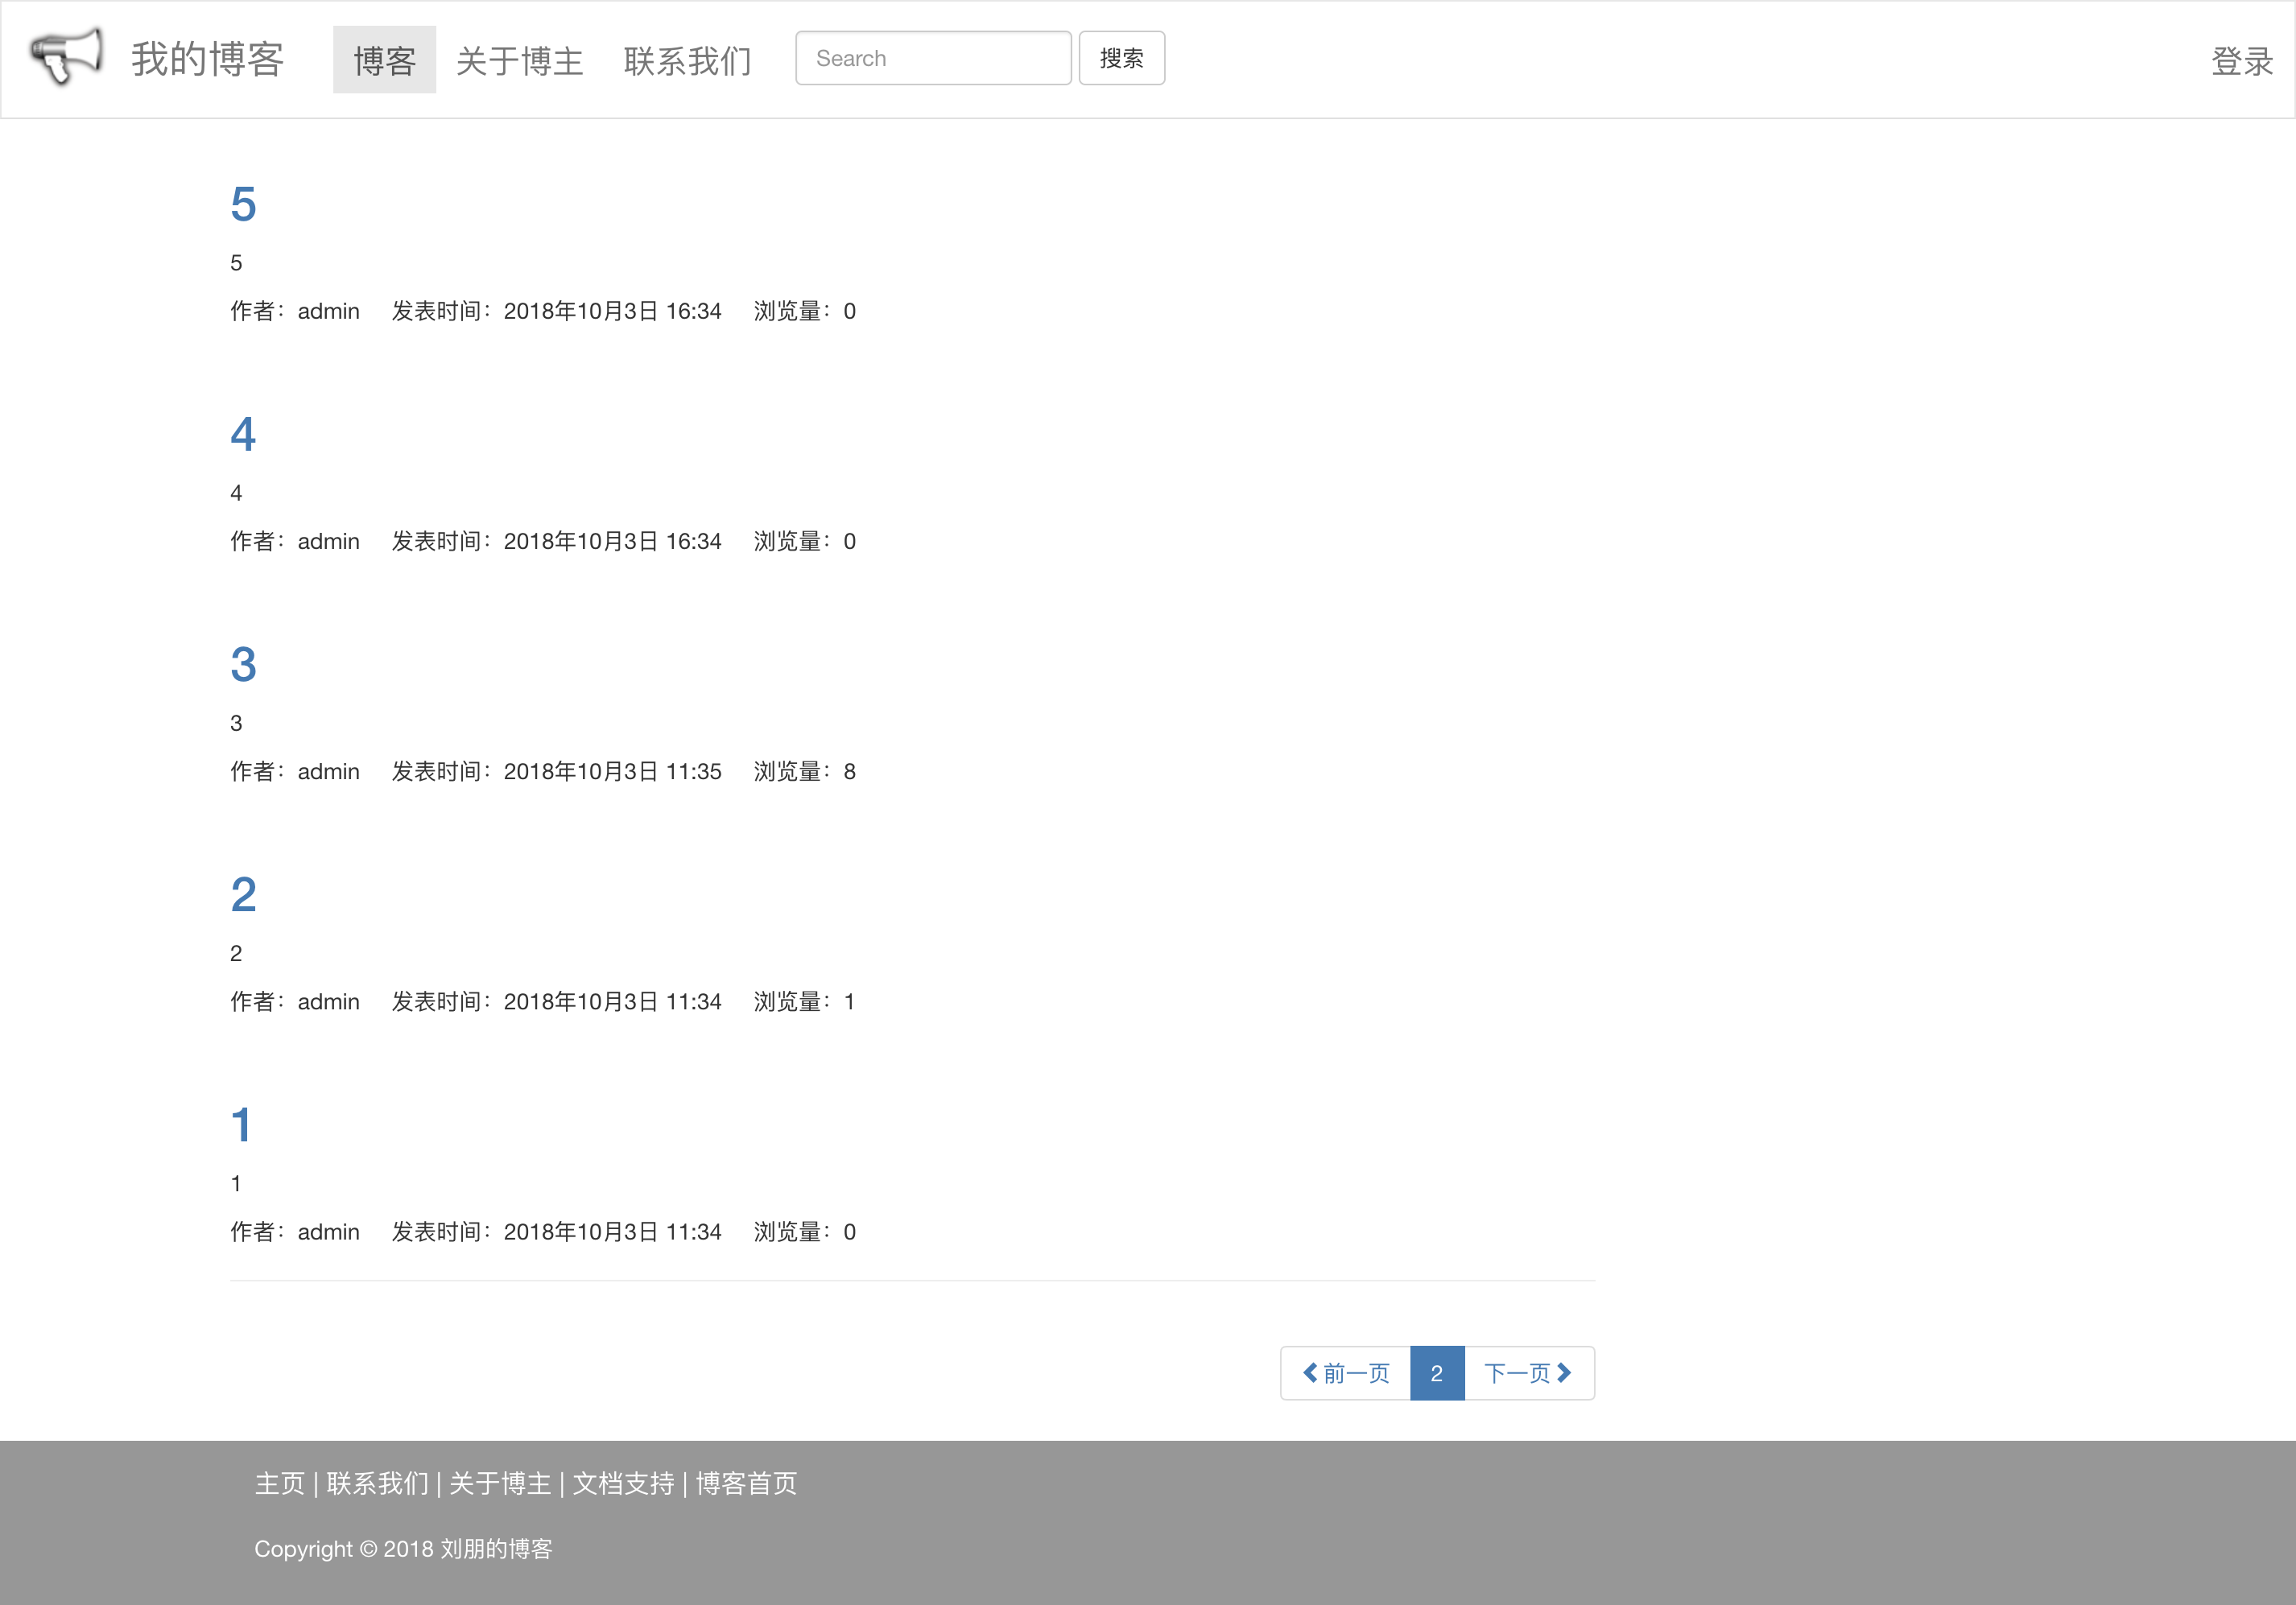 我的博客 博客 关于博主 联系我们 Search 搜索 登录
5
5
作者：admin 发表时间：2018年10月3日 16:34 浏览量：0
4
4
作者：admin 发表时间：2018年10月3日 16:34 浏览量：0
3
3
作者：admin 发表时间：2018年10月3日 11:35 浏览量：8
2
2
作者：admin 发表时间：2018年10月3日 11:34 浏览量：1
1
1
作者：admin 发表时间：2018年10月3日 11:34 浏览量：0
前一页 2 下一页
主页 | 联系我们 | 关于博主 | 文档支持 | 博客首页
Copyright © 2018 刘朋的博客